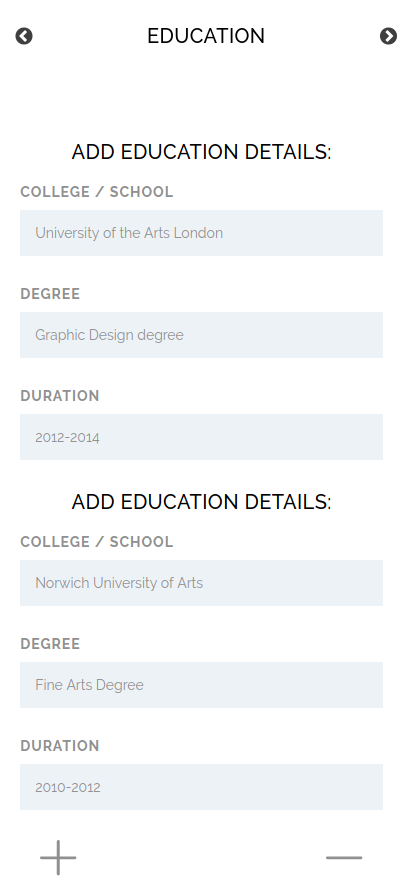 EDUCATION
ADD EDUCATION DETAILS:
COLLEGE / SCHOOL
University of the Arts London
DEGREE
Graphic Design degree
DURATION
2012-2014
ADD EDUCATION DETAILS:
COLLEGE / SCHOOL
Norwich University of Arts
DEGREE
Fine Arts Degree
DURATION
2010-2012